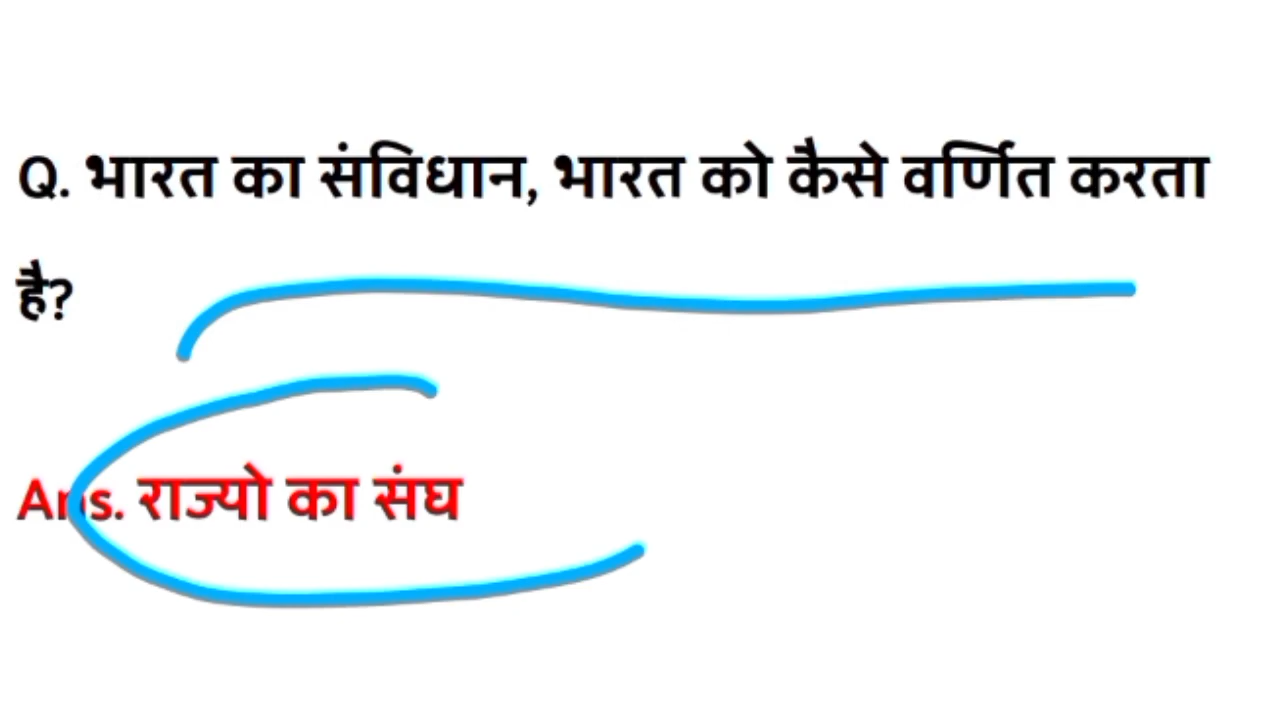 Q. भारत का संविधान, भारत को कैसे वर्णित करता
है?
Ans. राज्यो का संघ